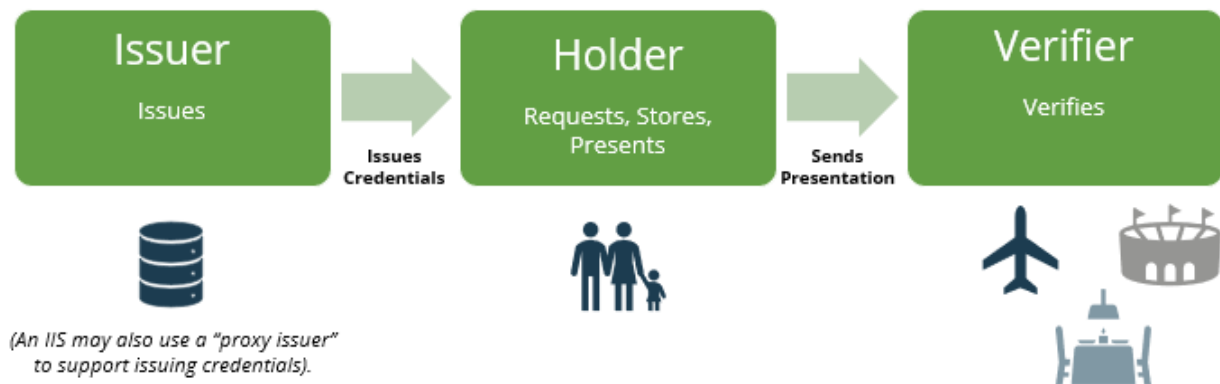 Issuer
Issues
Issues
Credentials
Holder
Requests, Stores,
Presents
Sends
Presentation
Verifier
Verifies
(An IIS may also use a “proxy issuer”
to support issuing credentials).